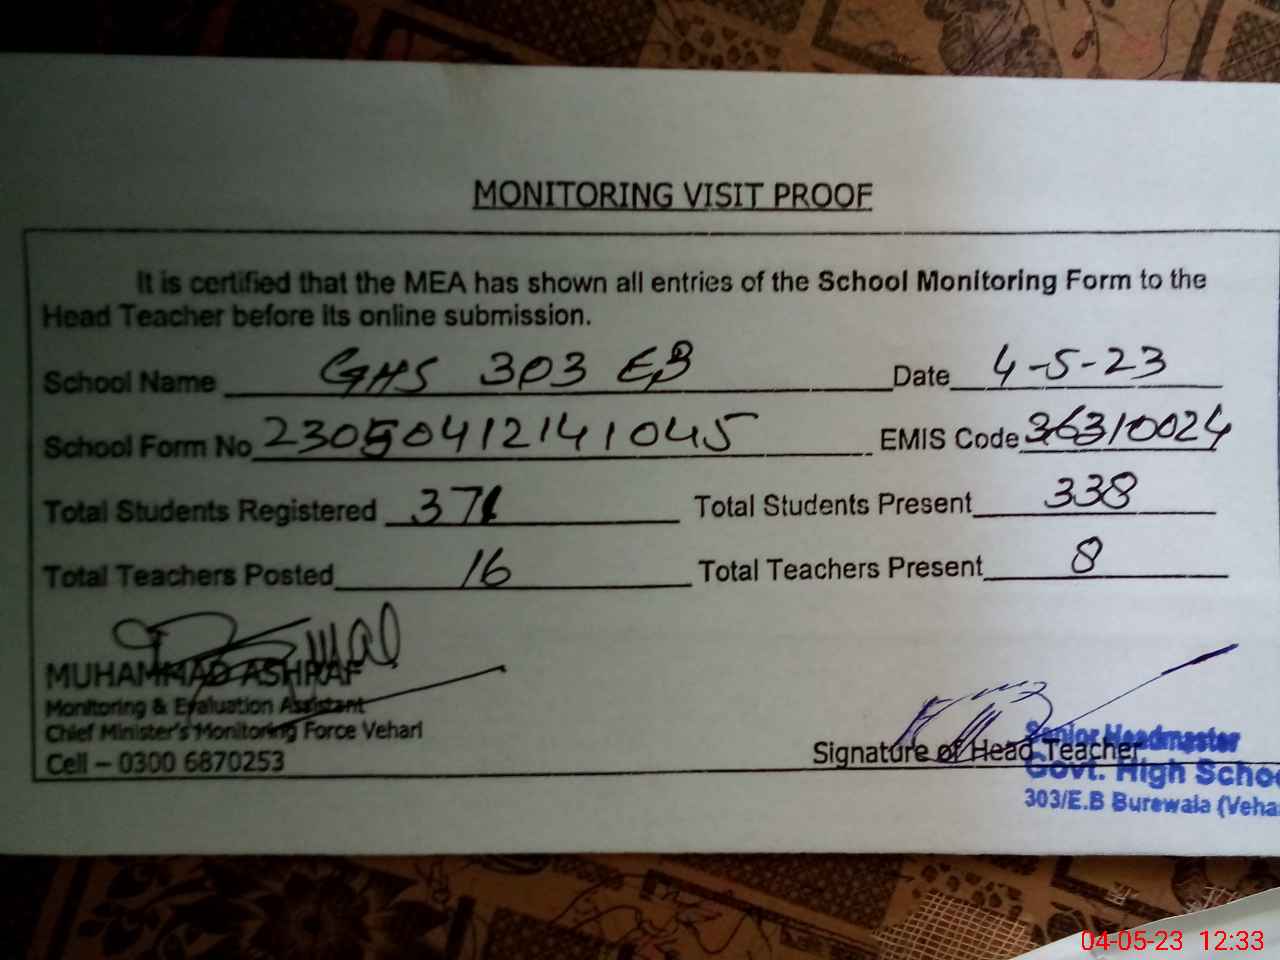 MONITORING VISIT PROOF
It is certified that the MEA has shown all entries of the School Monitoring Form to the
Head Teacher before its online submission.
School Name GHS 303 EB Date 4-5-23
School Form No 23050412141045 EMIS Code 36310024
Total Students Registered 371 Total Students Present 338
Total Teachers Posted 16 Total Teachers Present 8
MUHAMMAD ASHRAF
Monitoring & Evaluation Assistant
Chief Minister's Monitoring Force Vehari
Cell – 0300 6870253
Signature of Head Teacher
Senior Headmaster
Govt. High Schoo
303/E.B Burewala (Veha
04-05-23 12:33